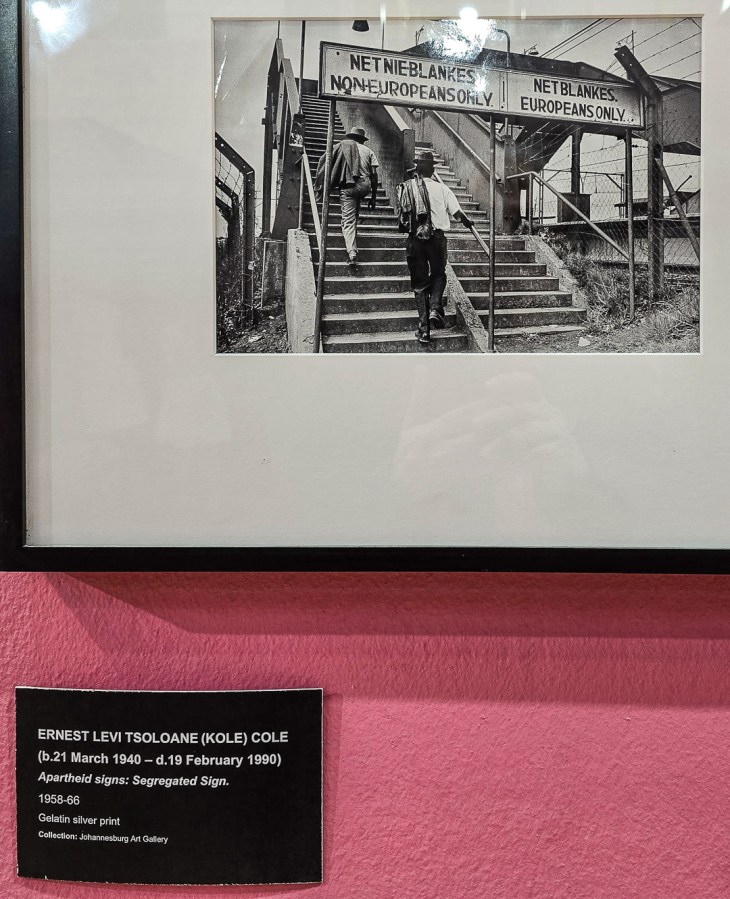 NET NIE BLANKES.
NON-EUROPEANS ONLY.
NET BLANKES.
EUROPEANS ONLY.
ERNEST LEVI TSOLOANE (KOLE) COLE
(b.21 March 1940 – d.19 February 1990)
Apartheid signs: Segregated Sign.
1958-66
Gelatin silver print
Collection: Johannesburg Art Gallery